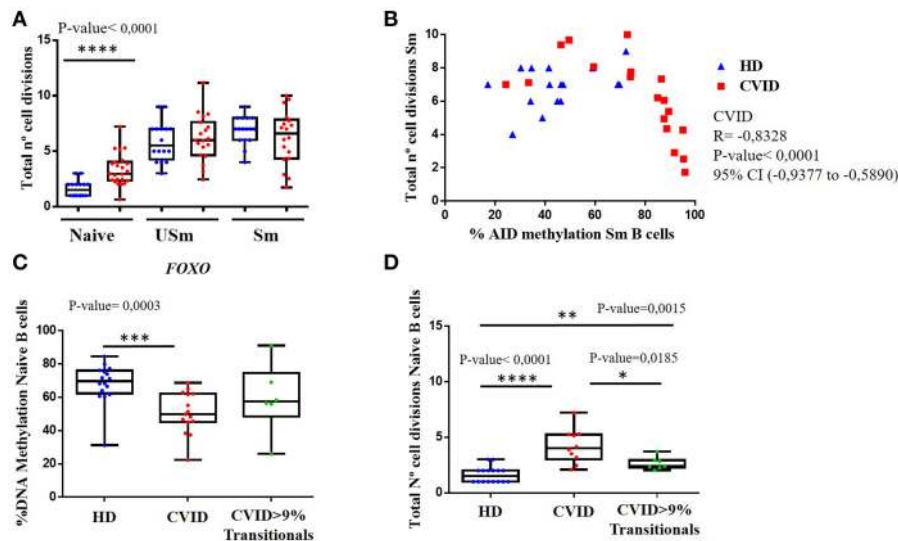 A
P-value< 0,0001
****
Total nº cell divisions
15
10
5
0
Naive
USm
Sm
B
Total nº cell divisions Sm
10
8
6
4
2
0
0
20
40
60
80
100
% AID methylation Sm B cells
HD
CVID
CVID
R= -0,8328
P-value< 0,0001
95% CI (-0,9377 to -0,5890)
C
FOXO
P-value= 0,0003
***
%DNA Methylation Naive B cells
100
80
60
40
20
0
HD
CVID
CVID>9%
Transitionals
D
Total Nº cell divisions Naive B cells
15
10
5
0
**
P-value=0,0015
P-value< 0,0001
P-value=0,0185
****
*
HD
CVID
CVID>9%
Transitionals